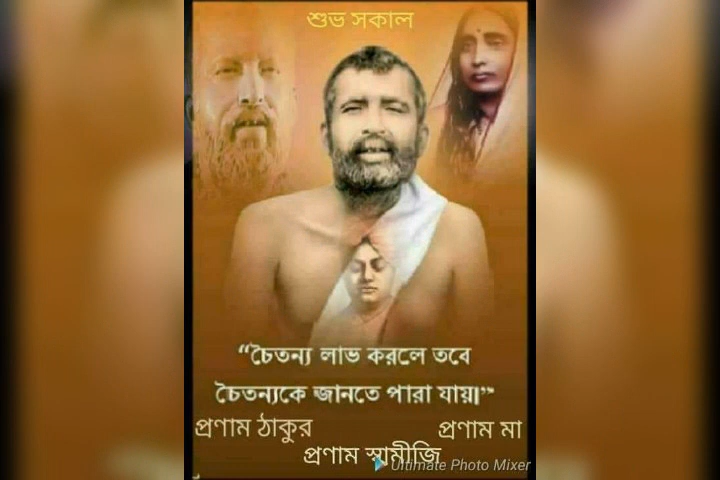 শুভ সকাল
“চৈতন্য লাভ করলে তবে
চৈতন্যকে জানতে পারা যায়।”
প্রণাম ঠাকুর
প্রণাম মা
প্রণাম স্বামীজি
Ultimate Photo Mixer